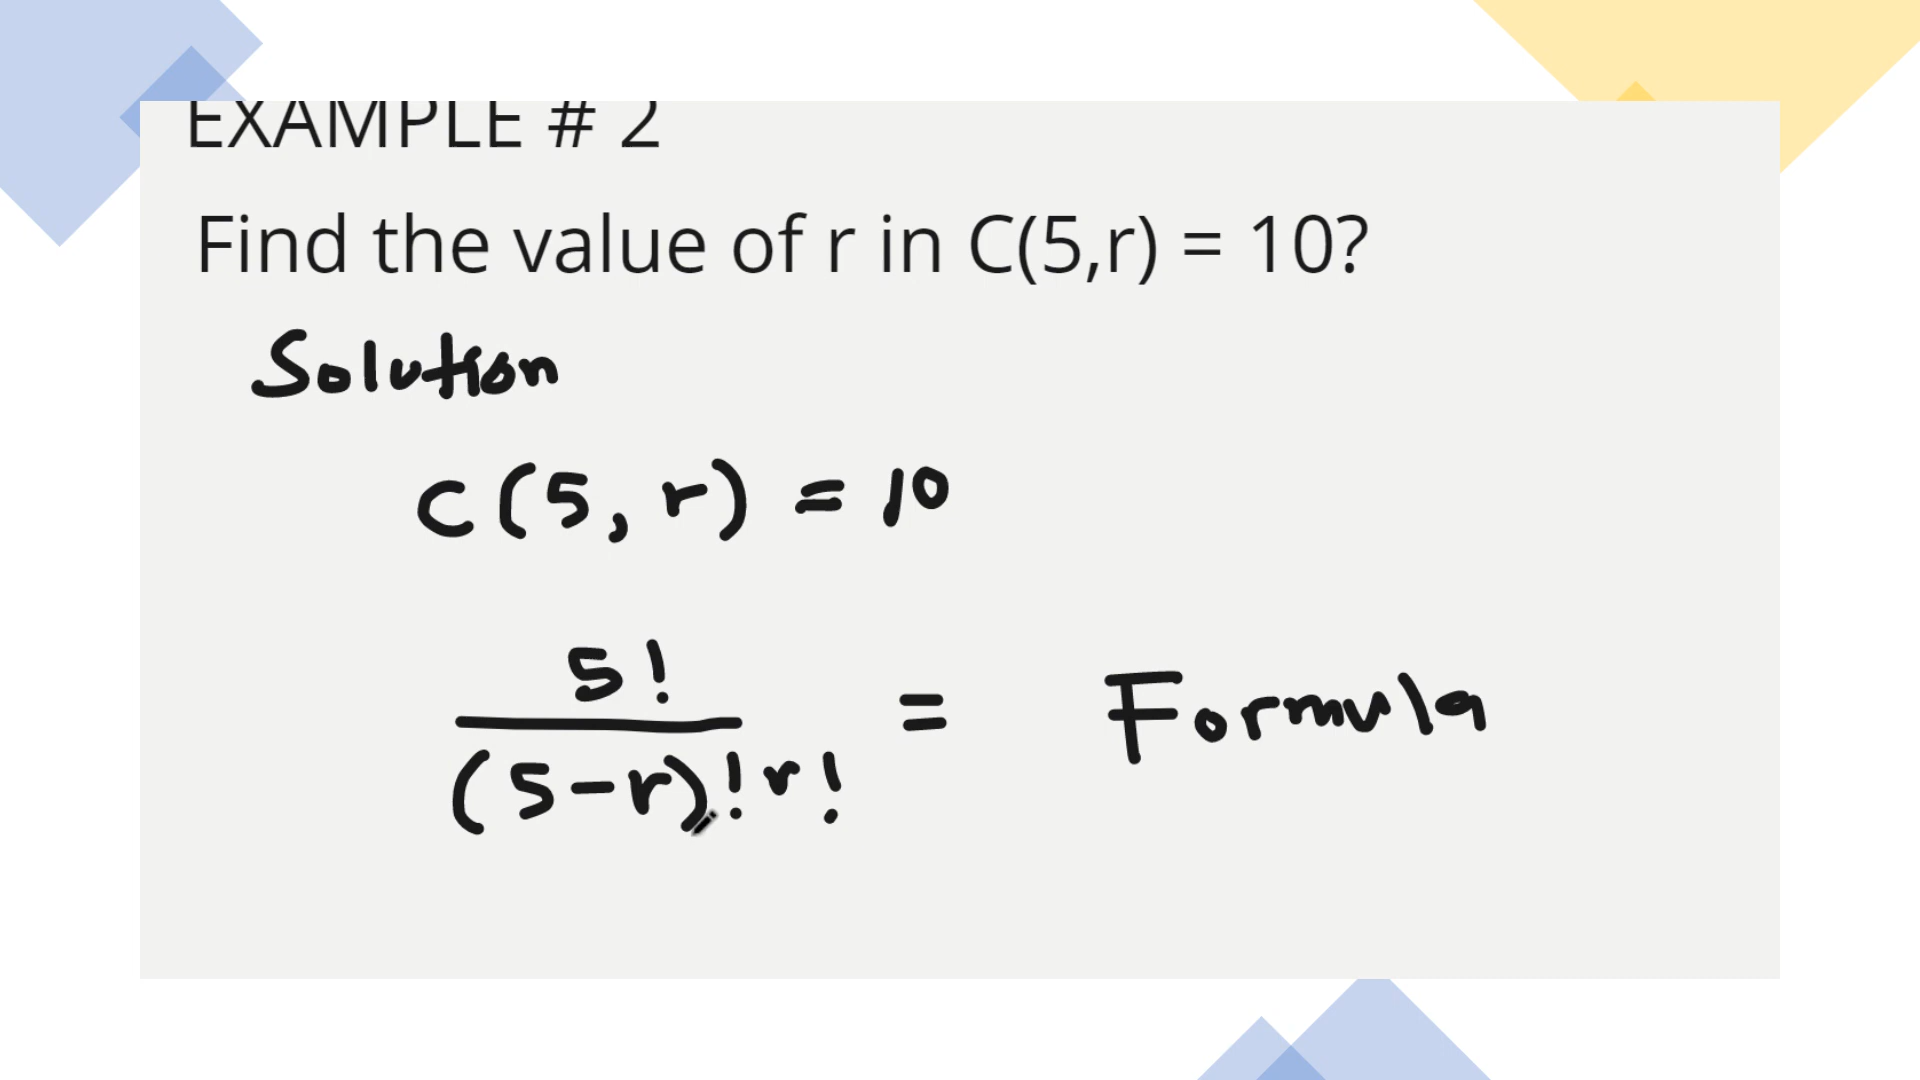 EXAMPLE # 2
Find the value of r in C(5,r) = 10?
Solution
C(5,r) = 10
5!
(5-r)!r!
= Formula